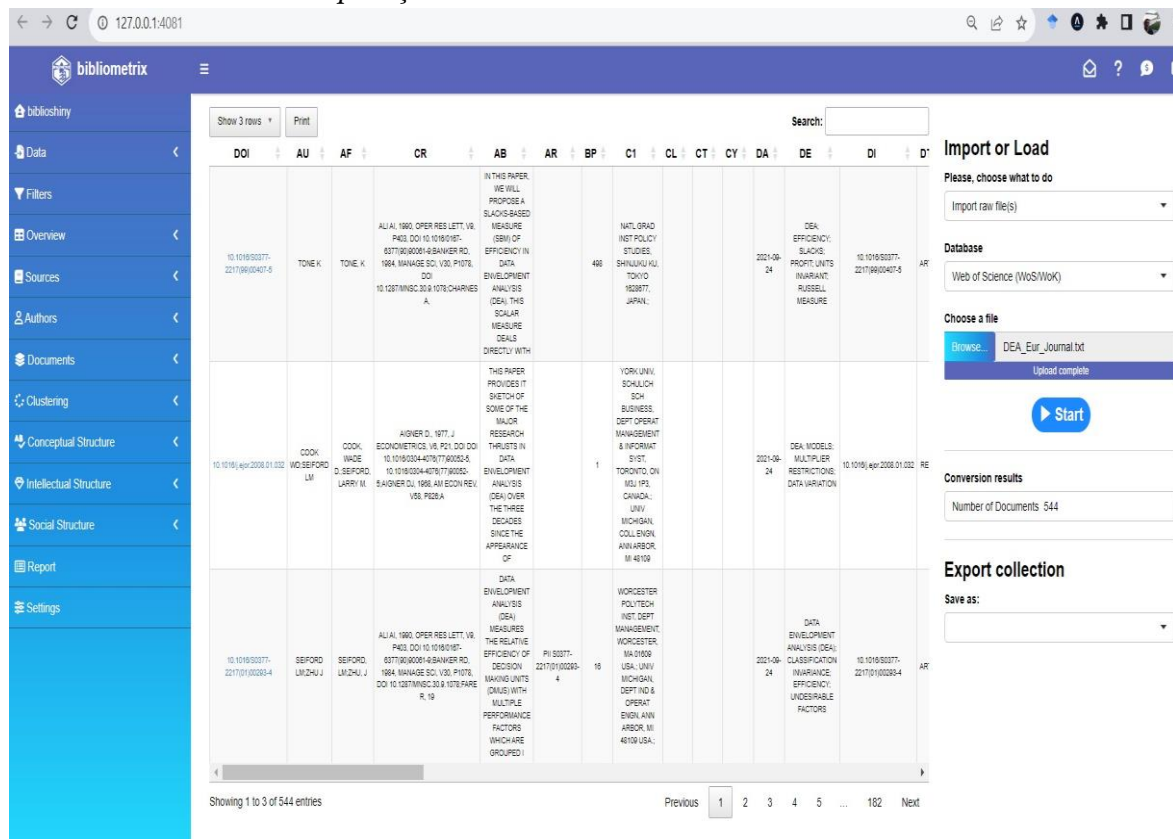 127.0.0.1:4081
bibliometrix
biblioshiny
Data
Filters
Overview
Sources
Authors
Documents
Clustering
Conceptual Structure
Intellectual Structure
Social Structure
Report
Settings
Show 3 rows
Print
Search:
DOI AU AF CR AB AR BP C1 CL CT CY DA DE DI
10.1016/S0377-
2217(99)00407-5
TONE K
TONE, K
ALI AI, 1990, OPER RES LETT, V9,
P403, DOI 10.1016/0167-
6377(90)90061-9;BANKER RD,
1984, MANAGE SCI, V30, P1078,
DOI
10.1287/MNSC.30.9.1078;CHARNES
A,
IN THIS PAPER,
WE WILL
PROPOSE A
SLACKS-BASED
MEASURE
(SBM) OF
EFFICIENCY IN
DATA
ENVELOPMENT
ANALYSIS
(DEA). THIS
SCALAR
MEASURE
DEALS
DIRECTLY WITH
498
NATL GRAD
INST POLICY
STUDIES,
SHINJUKU KU,
TOKYO
1628677,
JAPAN.;
2021-09-
24
DEA;
EFFICIENCY;
SLACKS;
PROFIT; UNITS
INVARIANT;
RUSSELL
MEASURE
10.1016/S0377-
2217(99)00407-5
10.1016/j.ejor.2008.01.032
COOK
WD;SEIFORD
LM
COOK,
WADE
D.;SEIFORD,
LARRY M.
AIGNER D., 1977, J
ECONOMETRICS, V6, P21, DOI DOI
10.1016/0304-4076(77)90052-5,
10.1016/0304-4076(77)90052-
5;AIGNER DJ, 1968, AM ECON REV,
V58, P826;A
THIS PAPER
PROVIDES IT
SKETCH OF
SOME OF THE
MAJOR
RESEARCH
THRUSTS IN
DATA
ENVELOPMENT
ANALYSIS
(DEA) OVER
THE THREE
DECADES
SINCE THE
APPEARANCE
OF
1
YORK UNIV,
SCHULICH
SCH
BUSINESS,
DEPT OPERAT
MANAGEMENT
& INFORMAT
SYST,
TORONTO, ON
M3J 1P3,
CANADA.;
UNIV
MICHIGAN,
COLL ENGN,
ANN ARBOR,
MI 48109
2021-09-
24
DEA; MODELS;
MULTIPLIER
RESTRICTIONS;
DATA VARIATION
10.1016/j.ejor.2008.01.032
RE
10.1016/S0377-
2217(01)00293-4
SEIFORD
LM;ZHU J
SEIFORD,
LM;ZHU, J
ALI AI, 1990, OPER RES LETT, V9,
P403, DOI 10.1016/0167-
6377(90)90061-9;BANKER RD,
1984, MANAGE SCI, V30, P1078,
DOI 10.1287/MNSC.30.9.1078;FARE
R, 19
DATA
ENVELOPMENT
ANALYSIS
(DEA)
MEASURES
THE RELATIVE
EFFICIENCY OF
DECISION
MAKING UNITS
(DMUS) WITH
MULTIPLE
PERFORMANCE
FACTORS
WHICH ARE
GROUPED I
PII S0377-
2217(01)00293-
4
16
WORCESTER
POLYTECH
INST, DEPT
MANAGEMENT,
WORCESTER,
MA 01609
USA.; UNIV
MICHIGAN,
DEPT IND &
OPERAT
ENGN, ANN
ARBOR, MI
48109 USA.;
2021-09-
24
DATA
ENVELOPMENT
ANALYSIS (DEA);
CLASSIFICATION
INVARIANCE;
EFFICIENCY;
UNDESIRABLE
FACTORS
10.1016/S0377-
2217(01)00293-4
Showing 1 to 3 of 544 entries
Previous 1 2 3 4 5 ... 182 Next
Import or Load
Please, choose what to do
Import raw file(s)
Database
Web of Science (WoS/WoK)
Choose a file
Browse... DEA_Eur_Journal.txt
Upload complete
Start
Conversion results
Number of Documents 544
Export collection
Save as: